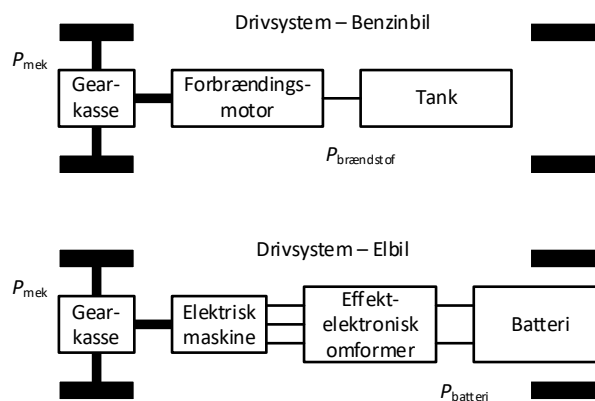 Drivsystem – Benzinbil
Pmek
Gear-
kasse
Forbrændings-
motor
Tank
Pbrændstof
Drivsystem – Elbil
Pmek
Gear-
kasse
Elektrisk
maskine
Effekt-
elektronisk
omformer
Batteri
Pbatteri